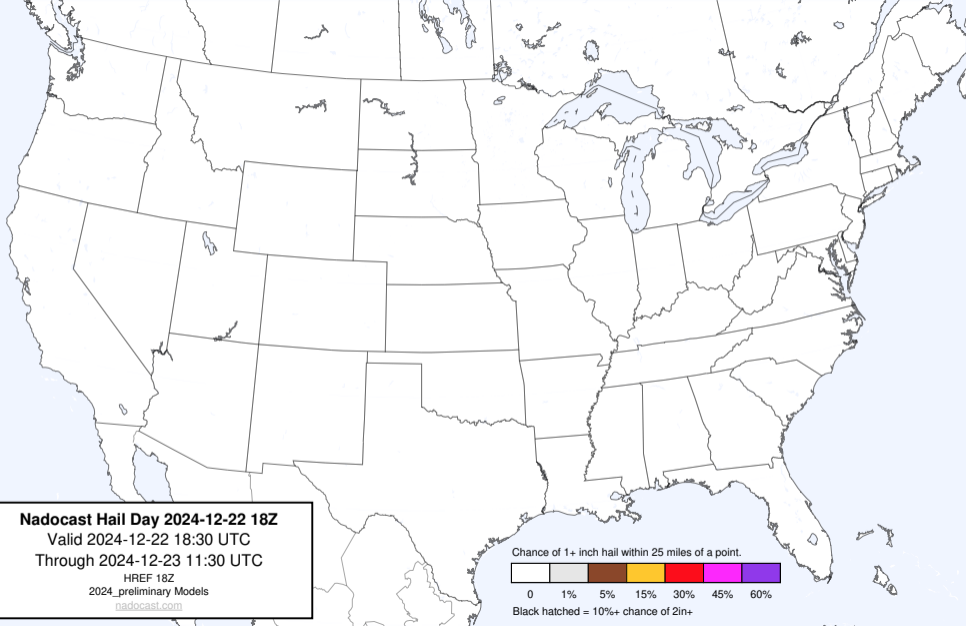 Nadocast Hail Day 2024-12-22 18Z
Valid 2024-12-22 18:30 UTC
Through 2024-12-23 11:30 UTC
HREF 18Z
2024_preliminary Models
nadocast.com
Chance of 1+ inch hail within 25 miles of a point.
0 1% 5% 15% 30% 45% 60%
Black hatched = 10%+ chance of 2in+